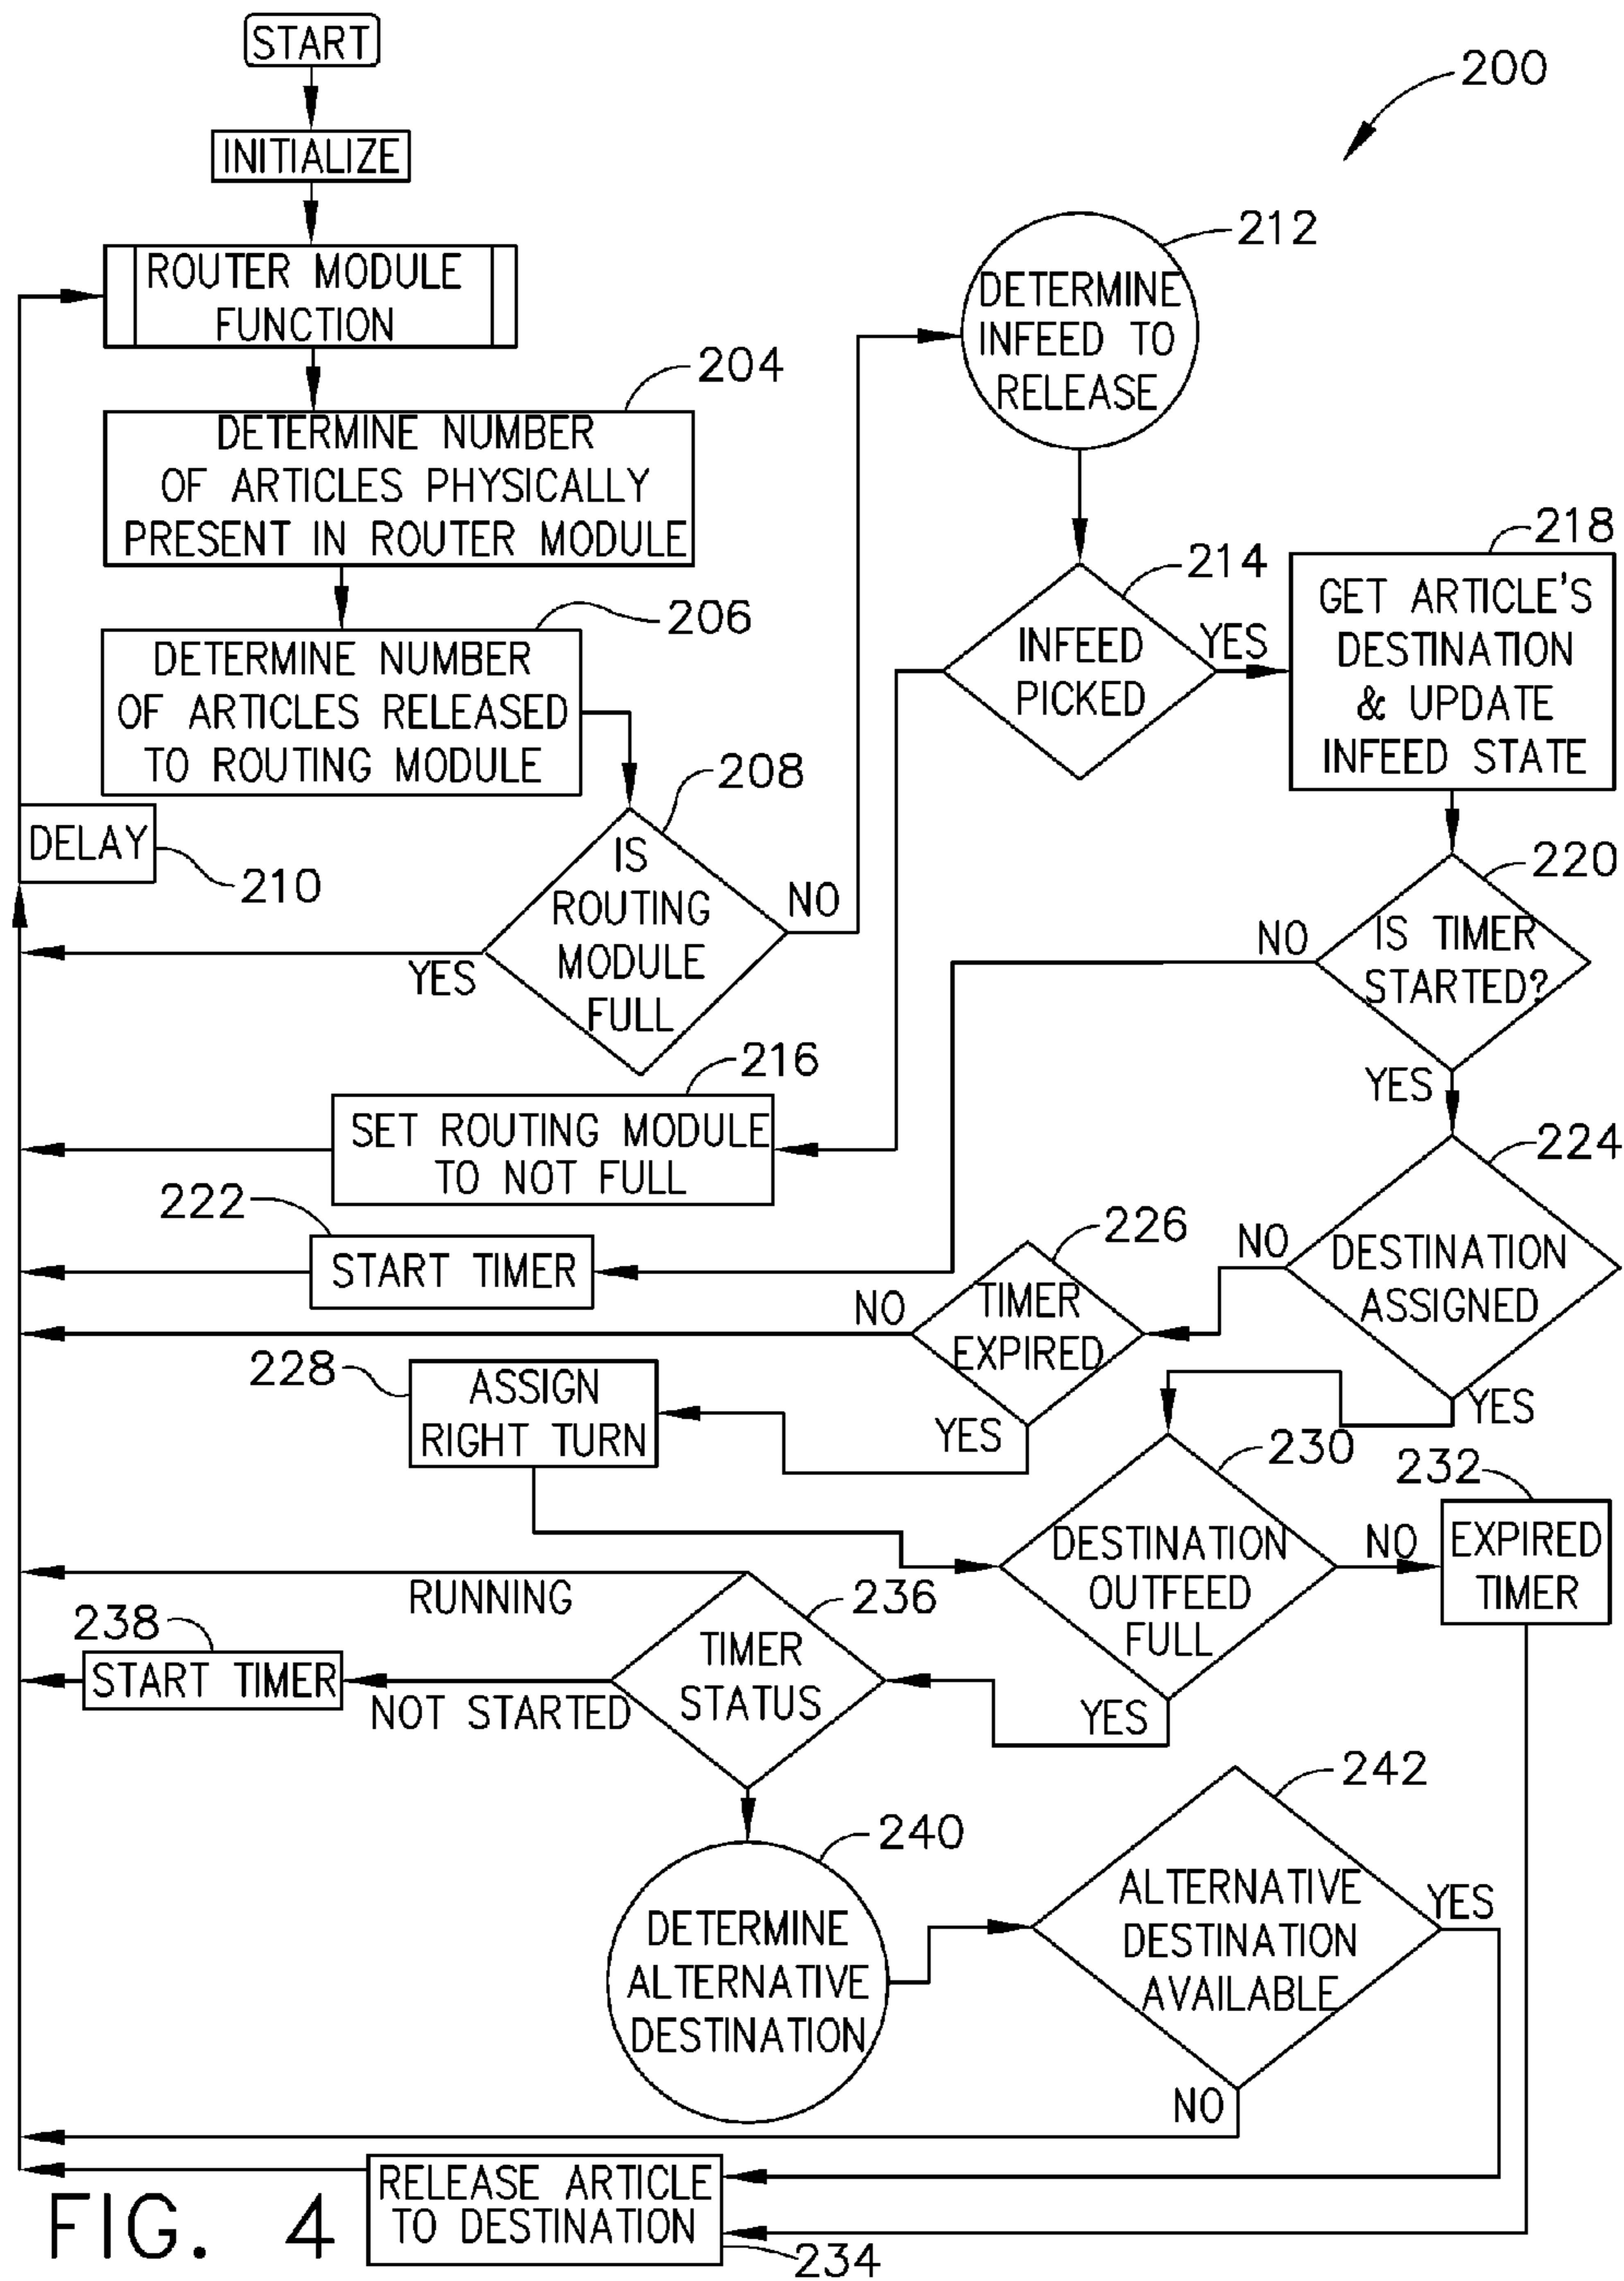 START
200
INITIALIZE
212
ROUTER MODULE
FUNCTION
DETERMINE
INFEED TO
RELEASE
204
DETERMINE NUMBER
OF ARTICLES PHYSICALLY
PRESENT IN ROUTER MODULE
218
214
GET ARTICLE'S
DESTINATION
& UPDATE
INFEED STATE
206
INFEED
PICKED
YES
DETERMINE NUMBER
OF ARTICLES RELEASED
TO ROUTING MODULE
208
DELAY
210
IS
ROUTING
MODULE
FULL
NO
YES
220
IS TIMER
STARTED?
NO
YES
216
SET ROUTING MODULE
TO NOT FULL
224
222
START TIMER
226
NO
DESTINATION
ASSIGNED
NO
TIMER
EXPIRED
228
ASSIGN
RIGHT TURN
YES
YES
230
232
DESTINATION
OUTFEED
FULL
NO
EXPIRED
TIMER
RUNNING
236
238
START TIMER
NOT STARTED
TIMER
STATUS
YES
242
240
DETERMINE
ALTERNATIVE
DESTINATION
ALTERNATIVE
DESTINATION
AVAILABLE
YES
NO
RELEASE ARTICLE
TO DESTINATION
234
FIG. 4